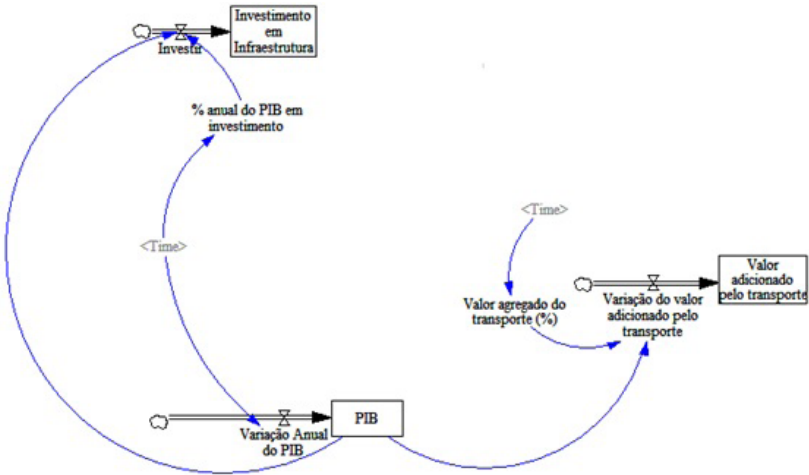 Investimento
em
Infraestrutura
Investir
% anual do PIB em
investimento
<Time>
<Time>
Valor agregado do
transporte (%)
Valor
adicionado
pelo transporte
Variação do valor
adicionado pelo
transporte
PIB
Variação Anual
do PIB